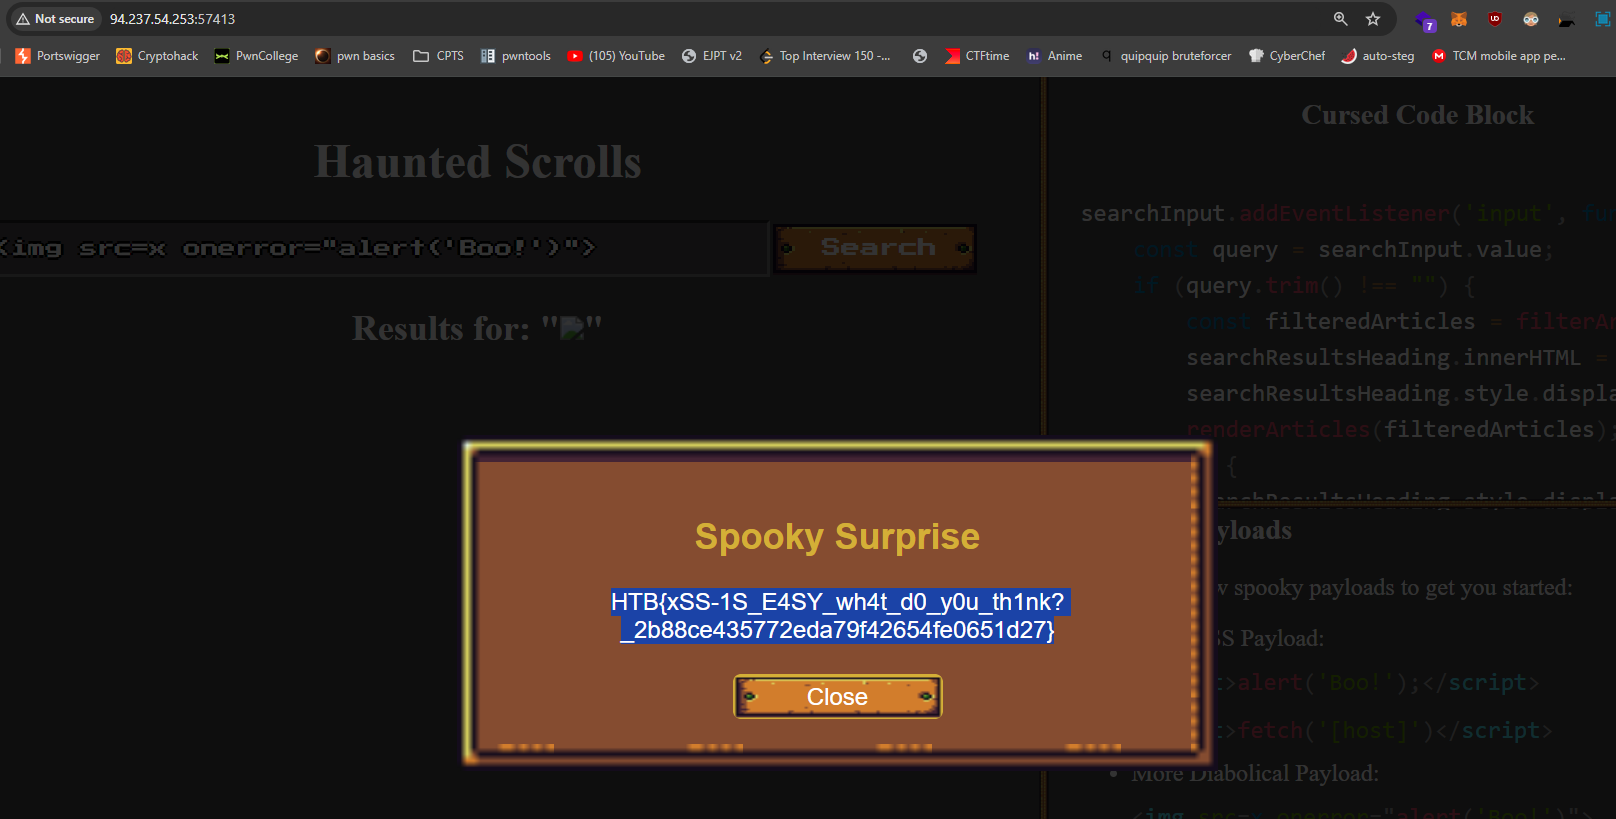 Not secure 94.237.54.253:57413 7
Portswigger Cryptohack PwnCollege pwn basics CPTS pwntools (105) YouTube EJPT v2 Top Interview 150 -... CTFtime Anime quipquip bruteforcer CyberChef auto-steg TCM mobile app pe...
Haunted Scrolls
<img src=x onerror="alert('Boo!')">
Search
Results for: ""
Cursed Code Block
searchInput.addEventListener('input', fu
const query = searchInput.value;
if (query.trim() !== "") {
const filteredArticles = filterA
searchResultsHeading.innerHTML =
searchResultsHeading.style.displa
renderArticles(filteredArticles);
{
archResultsHeading.style.displ
Spooky Surprise
HTB{xSS-1S_E4SY_wh4t_d0_y0u_th1nk?
_2b88ce435772eda79f42654fe0651d27}
Close
yloads
spooky payloads to get you started:
SS Payload:
t>alert('Boo!');</script>
t>fetch('[host]')</script>
More Diabolical Payload:
<img src=x onerror="alert('Boo!')">